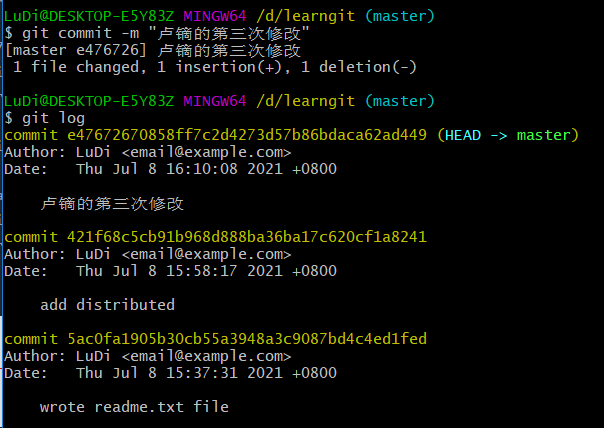 LuDi@DESKTOP-E5Y83Z MINGW64 /d/learngit (master)
$ git commit -m "卢镝的第三次修改"
[master e476726] 卢镝的第三次修改
1 file changed, 1 insertion(+), 1 deletion(-)
LuDi@DESKTOP-E5Y83Z MINGW64 /d/learngit (master)
$ git log
commit e47672670858ff7c2d4273d57b86bdaca62ad449 (HEAD -> master)
Author: LuDi <email@example.com>
Date:   Thu Jul 8 16:10:08 2021 +0800
卢镝的第三次修改
commit 421f68c5cb91b968d888ba36ba17c620cf1a8241
Author: LuDi <email@example.com>
Date:   Thu Jul 8 15:58:17 2021 +0800
add distributed
commit 5ac0fa1905b30cb55a3948a3c9087bd4c4ed1fed
Author: LuDi <email@example.com>
Date:   Thu Jul 8 15:37:31 2021 +0800
wrote readme.txt file